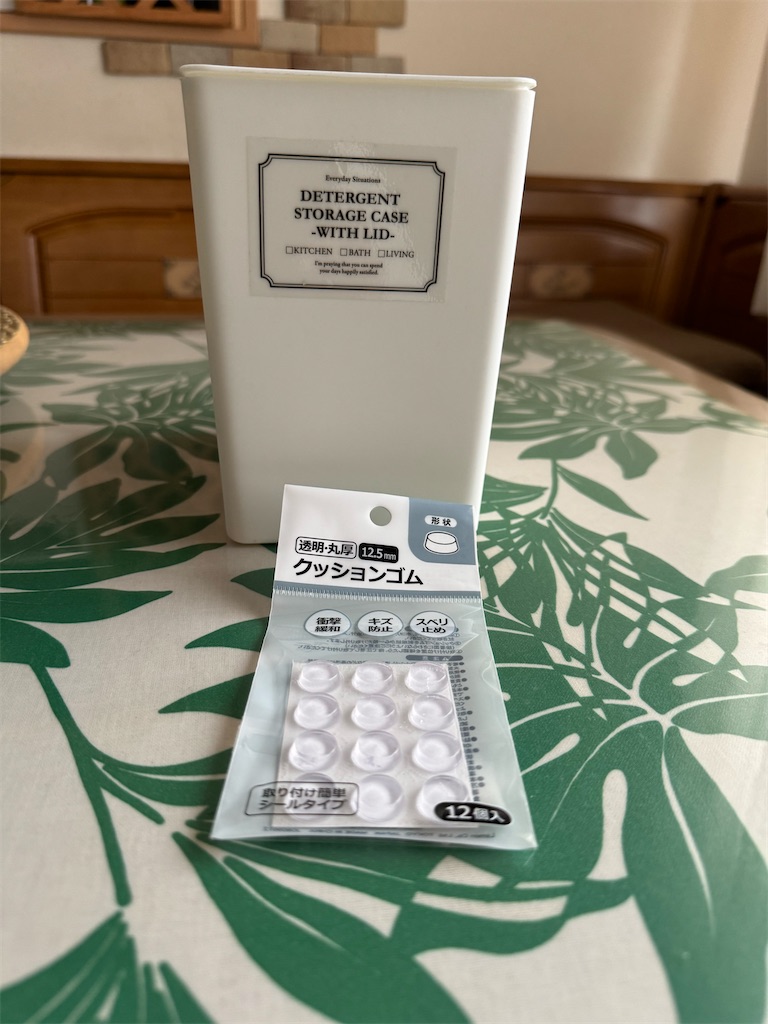 Everyday Situations
DETERGENT
STORAGE CASE
-WITH LID-
□KITCHEN □BATH □LIVING
I'm praying that you can spend
your days happily satisfied.
形状
透明・丸厚 12.5mm
クッションゴム
衝撃緩和 キズ防止 スベリ止め
取り付け簡単
シールタイプ
12個入